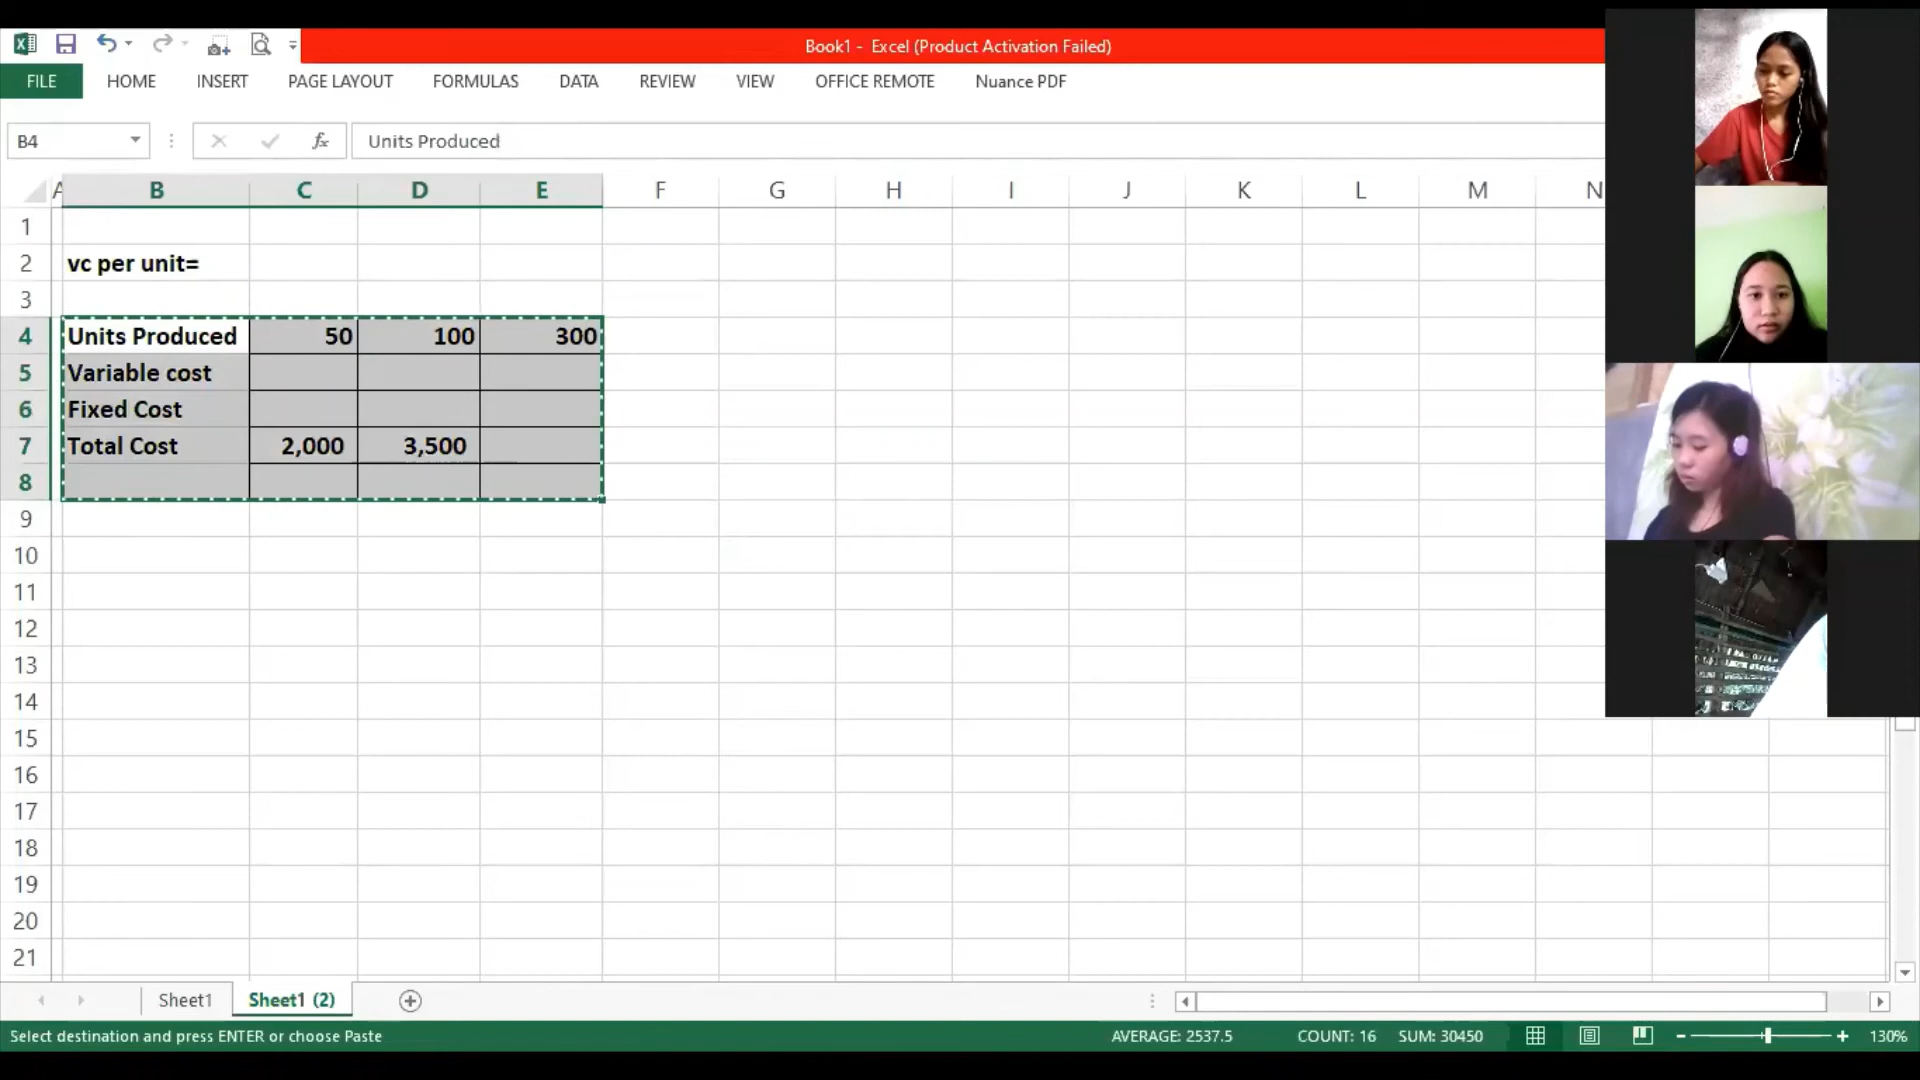 Book1 - Excel (Product Activation Failed)
FILE HOME INSERT PAGE LAYOUT FORMULAS DATA REVIEW VIEW OFFICE REMOTE Nuance PDF
B4 fx Units Produced
A B C D E F G H I J K L M N
1
2 vc per unit=
3
4 Units Produced 50 100 300
5 Variable cost
6 Fixed Cost
7 Total Cost 2,000 3,500
8
9
10
11
12
13
14
15
16
17
18
19
20
21
Sheet1 Sheet1 (2)
Select destination and press ENTER or choose Paste AVERAGE: 2537.5 COUNT: 16 SUM: 30450 130%